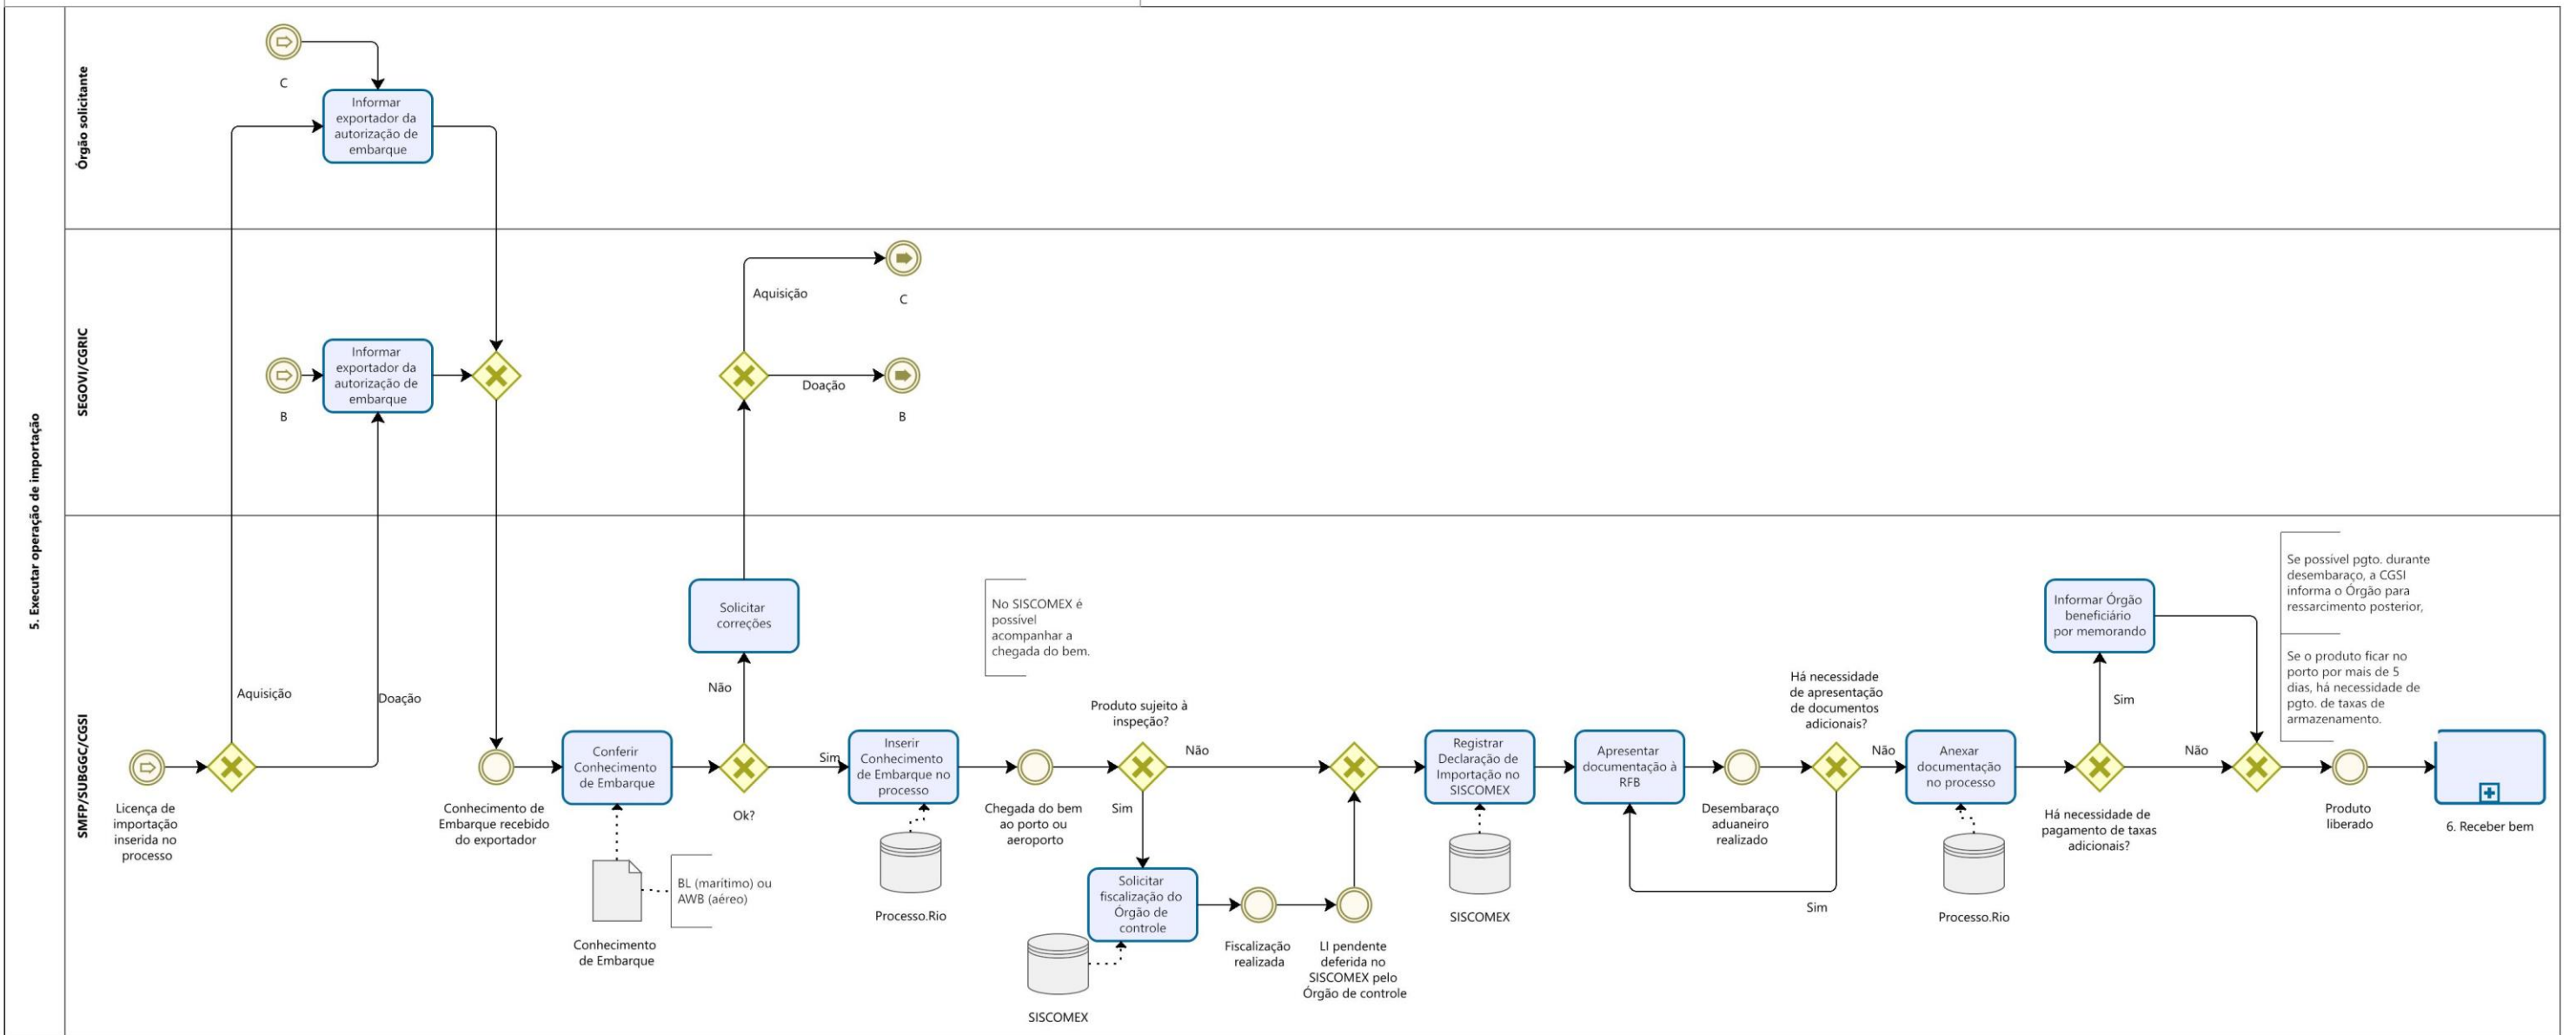 5. Executar operação de importação
Órgão solicitante
C
Informar
exportador da
autorização de
embarque
SEGOVI/CGRIC
B
Informar
exportador da
autorização de
embarque
Aquisição
C
Doação
B
SMFP/SUBGGC/CGSI
Licença de
importação
inserida no
processo
Aquisição
Doação
Conhecimento de
Embarque recebido
do exportador
Conferir
Conhecimento
de Embarque
BL (marítimo) ou
AWB (aéreo)
Conhecimento
de Embarque
Ok?
Não
Solicitar
correções
Sim
Inserir
Conhecimento
de Embarque no
processo
Processo.Rio
No SISCOMEX é
possível
acompanhar a
chegada do bem.
Chegada do bem
ao porto ou
aeroporto
Produto sujeito à
inspeção?
Não
Sim
Solicitar
fiscalização do
Órgão de
controle
SISCOMEX
Fiscalização
realizada
LI pendente
deferida no
SISCOMEX pelo
Órgão de controle
Registrar
Declaração de
Importação no
SISCOMEX
SISCOMEX
Apresentar
documentação à
RFB
Desembaraço
aduaneiro
realizado
Há necessidade
de apresentação
de documentos
adicionais?
Não
Sim
Anexar
documentação
no processo
Processo.Rio
Há necessidade de
pagamento de taxas
adicionais?
Sim
Informar Órgão
beneficiário
por memorando
Não
Se possível pgto. durante
desembaraço, a CGSI
informa o Órgão para
ressarcimento posterior,
Se o produto ficar no
porto por mais de 5
dias, há necessidade de
pgto. de taxas de
armazenamento.
Produto
liberado
6. Receber bem